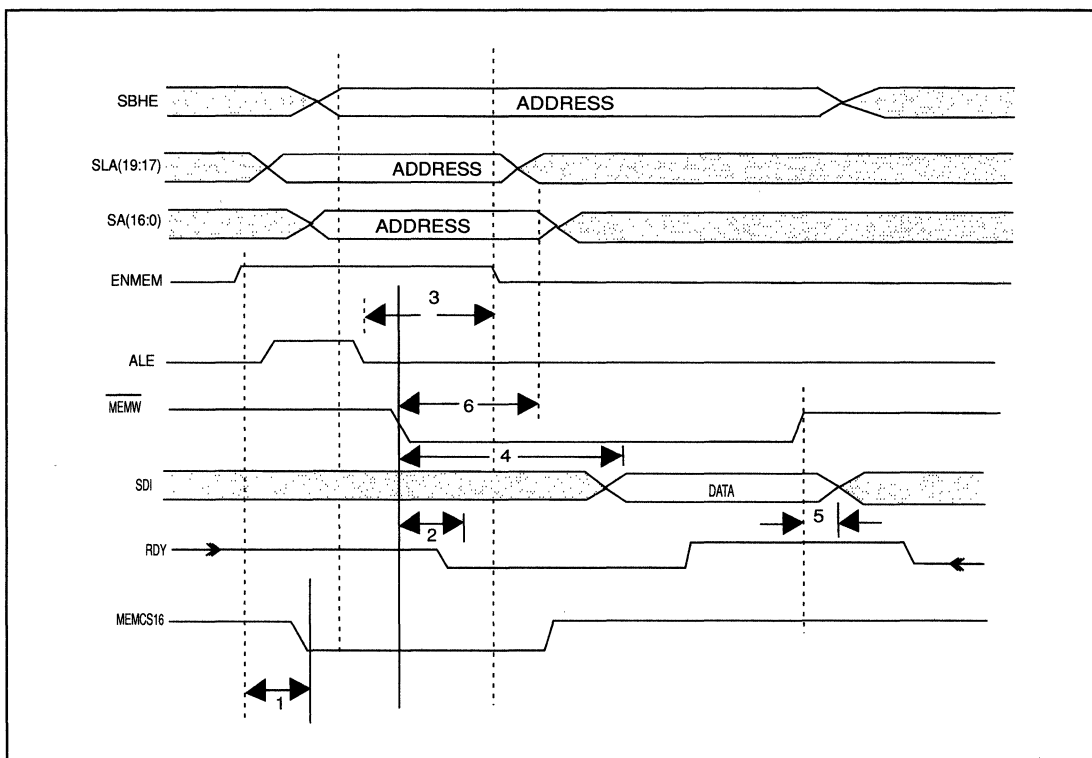 SBHE
ADDRESS
SLA(19:17)
ADDRESS
SA(16:0)
ADDRESS
ENMEM
3
ALE
MEMW
6
4
SDI
DATA
5
2
RDY
MEMCS16
1